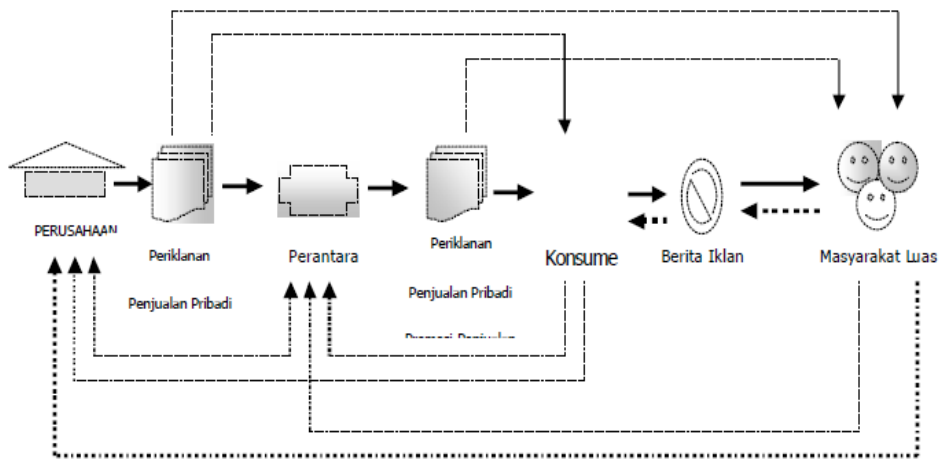 PERUSAHAAN
Periklanan
Penjualan Pribadi
Perantara
Periklanan
Penjualan Pribadi
Konsume
Berita Iklan
Masyarakat Luas